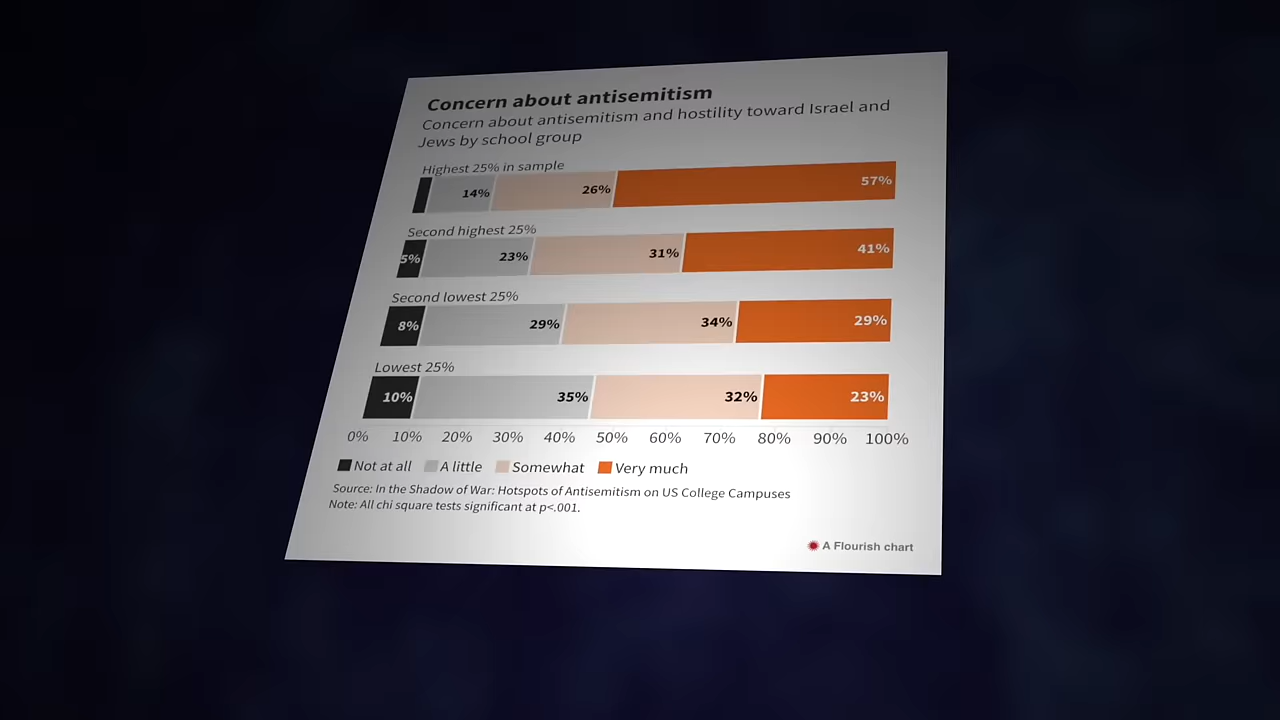 Concern about antisemitism
Concern about antisemitism and hostility toward Israel and
Jews by school group
Highest 25% in sample
14% 26% 57%
Second highest 25%
5% 23% 31% 41%
Second lowest 25%
8% 29% 34% 29%
Lowest 25%
10% 35% 32% 23%
0% 10% 20% 30% 40% 50% 60% 70% 80% 90% 100%
Not at all A little Somewhat Very much
Source: In the Shadow of War: Hotspots of Antisemitism on US College Campuses
Note: All chi square tests significant at p<.001.
A Flourish chart